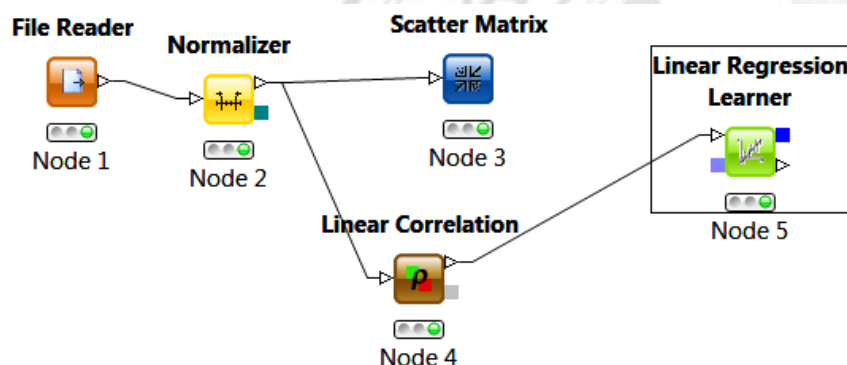 File Reader
Node 1
Normalizer
Node 2
Scatter Matrix
Node 3
Linear Correlation
ρ
Node 4
Linear Regression
Learner
Node 5